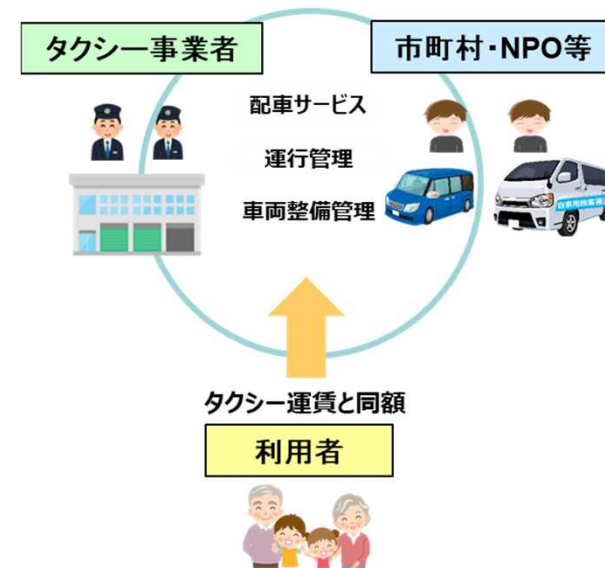 タクシー事業者
市町村・NPO等
配車サービス
運行管理
車両整備管理
タクシー運賃と同額
利用者